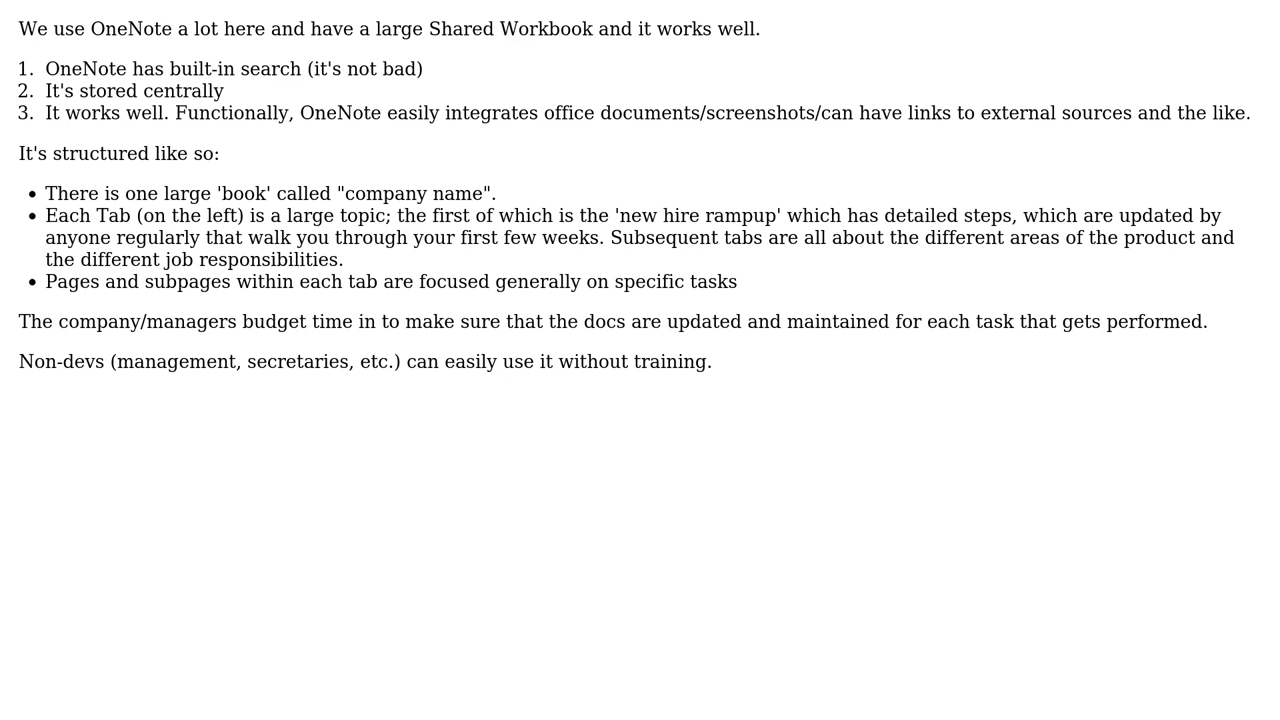 We use OneNote a lot here and have a large Shared Workbook and it works well.
1. OneNote has built-in search (it's not bad)
2. It's stored centrally
3. It works well. Functionally, OneNote easily integrates office documents/screenshots/can have links to external sources and the like.
It's structured like so:
• There is one large 'book' called "company name".
• Each Tab (on the left) is a large topic; the first of which is the 'new hire rampup' which has detailed steps, which are updated by
anyone regularly that walk you through your first few weeks. Subsequent tabs are all about the different areas of the product and
the different job responsibilities.
• Pages and subpages within each tab are focused generally on specific tasks
The company/managers budget time in to make sure that the docs are updated and maintained for each task that gets performed.
Non-devs (management, secretaries, etc.) can easily use it without training.